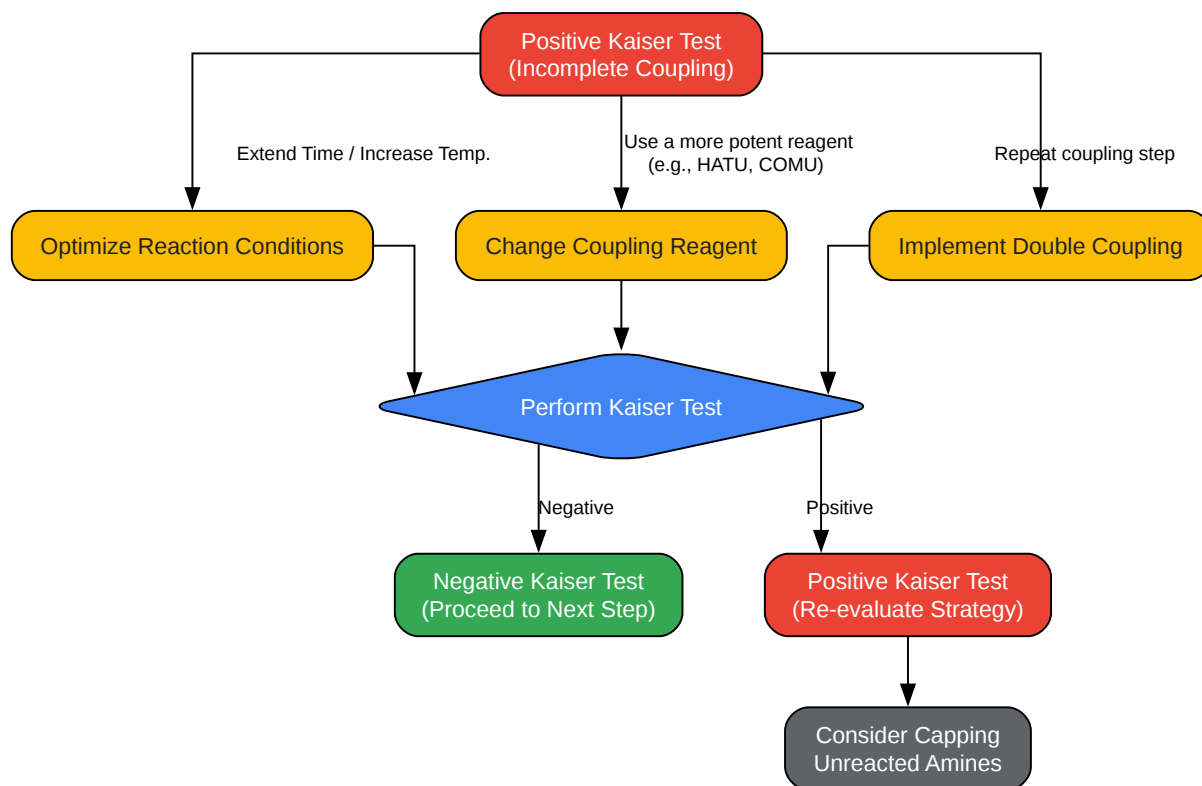 Positive Kaiser Test
(Incomplete Coupling)
Extend Time / Increase Temp.
Use a more potent reagent
(e.g., HATU, COMU)
Repeat coupling step
Optimize Reaction Conditions
Change Coupling Reagent
Implement Double Coupling
Perform Kaiser Test
Negative
Positive
Negative Kaiser Test
(Proceed to Next Step)
Positive Kaiser Test
(Re-evaluate Strategy)
Consider Capping
Unreacted Amines